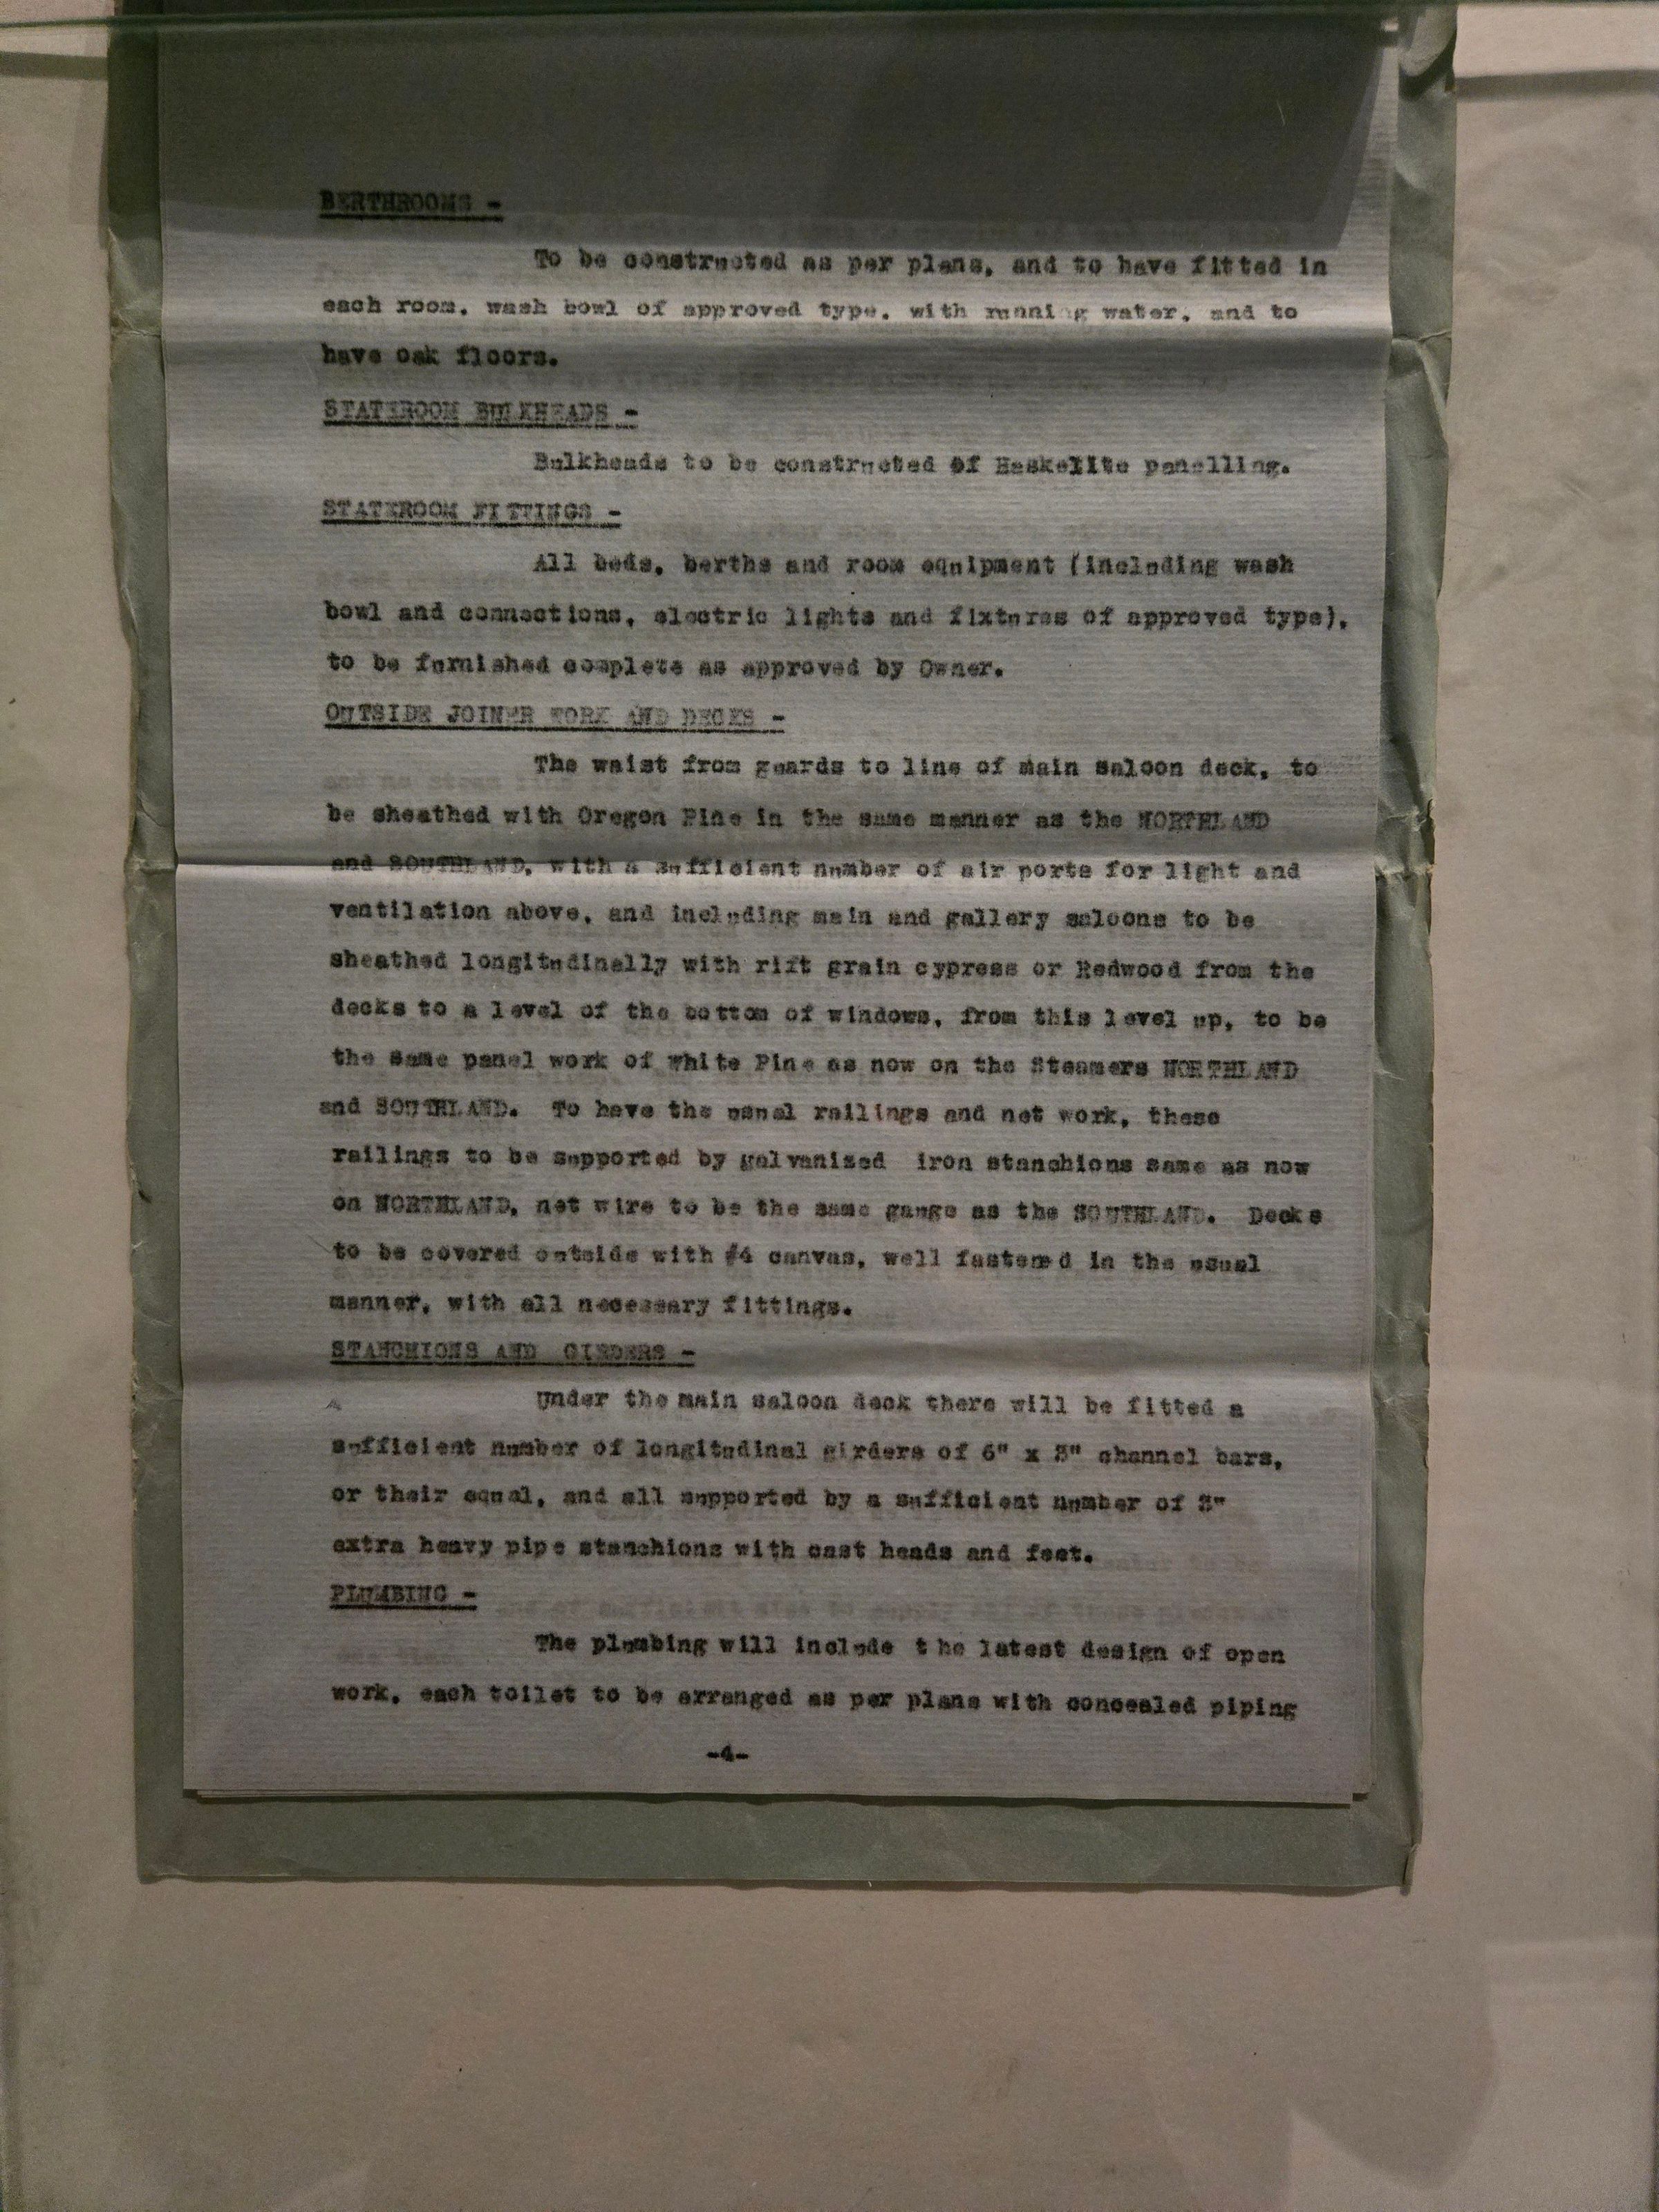 BERTHROOMS -
To be constructed as per plans, and to have fitted in
each room, wash bowl of approved type, with running water, and to
have oak floors.
STATEROOM BULKHEADS -
Bulkheads to be constructed of Haskelite panelling.
STATEROOM FITTINGS -
All beds, berths and room equipment (including wash
bowl and connections, electric lights and fixtures of approved type),
to be furnished complete as approved by Owner.
OUTSIDE JOINER WORK AND DECKS -
The waist from guards to line of main saloon deck, to
be sheathed with Oregon Pine in the same manner as the NORTHLAND
and SOUTHLAND, with a sufficient number of air ports for light and
ventilation above, and including main and gallery saloons to be
sheathed longitudinally with rift grain cypress or Redwood from the
decks to a level of the bottom of windows, from this level up, to be
the same panel work of White Pine as now on the Steamers NORTHLAND
and SOUTHLAND. To have the usual railings and net work, these
railings to be supported by galvanized iron stanchions same as now
on NORTHLAND, net wire to be the same gauge as the SOUTHLAND. Decks
to be covered outside with #4 canvas, well fastened in the usual
manner, with all necessary fittings.
STANCHIONS AND GIRDERS -
Under the main saloon deck there will be fitted a
sufficient number of longitudinal girders of 6" x 3" channel bars,
or their equal, and all supported by a sufficient number of 3"
extra heavy pipe stanchions with cast heads and feet.
PLUMBING -
The plumbing will include the latest design of open
work, each toilet to be arranged as per plans with concealed piping
-4-